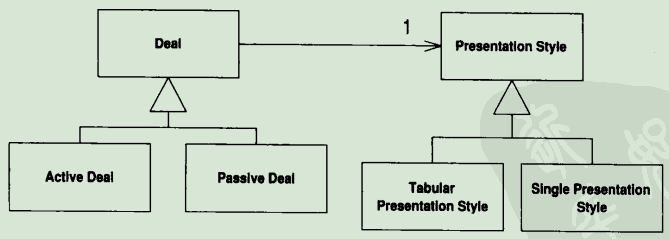 Deal
1
Presentation Style
Active Deal
Passive Deal
Tabular
Presentation Style
Single Presentation
Style